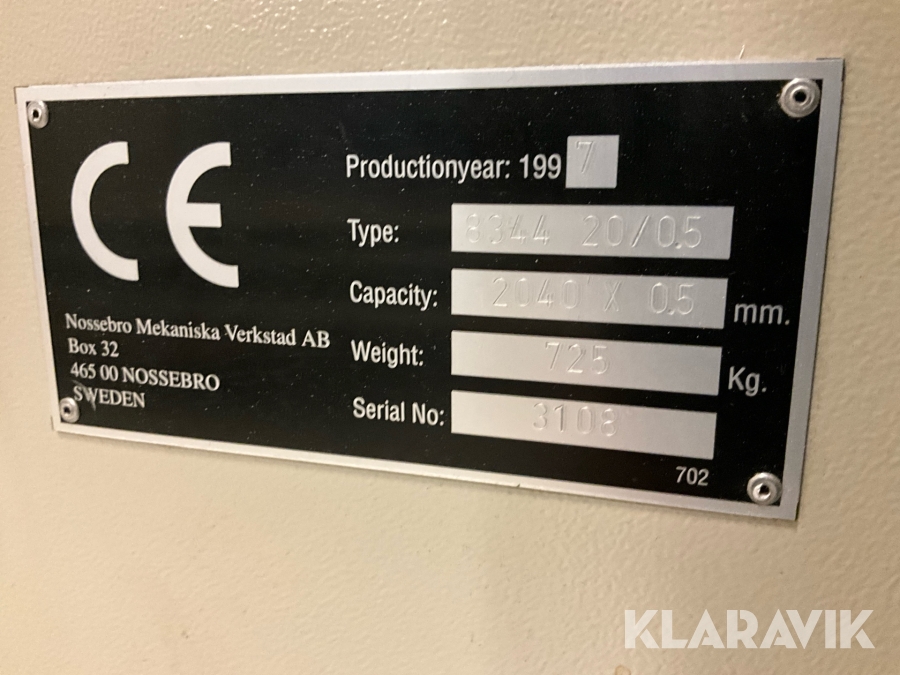 CE
Productionyear: 1997
Type: 8344 20/0.5
Capacity: 2040 X 0.5 mm.
Weight: 725 Kg.
Serial No: 3108
Nossebro Mekaniska Verkstad AB
Box 32
465 00 NOSSEBRO
SWEDEN
702
KLARAVIK